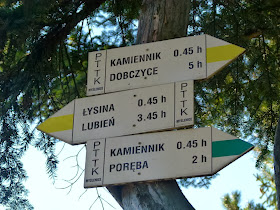 PTTK
KAMIENNIK 0.45 h
DOBCZYCE 5 h
ŁYSINA 0.45 h
LUBIEŃ 3.45 h
PTTK
PTTK
KAMIENNIK 0.45 h
PORĘBA 2 h